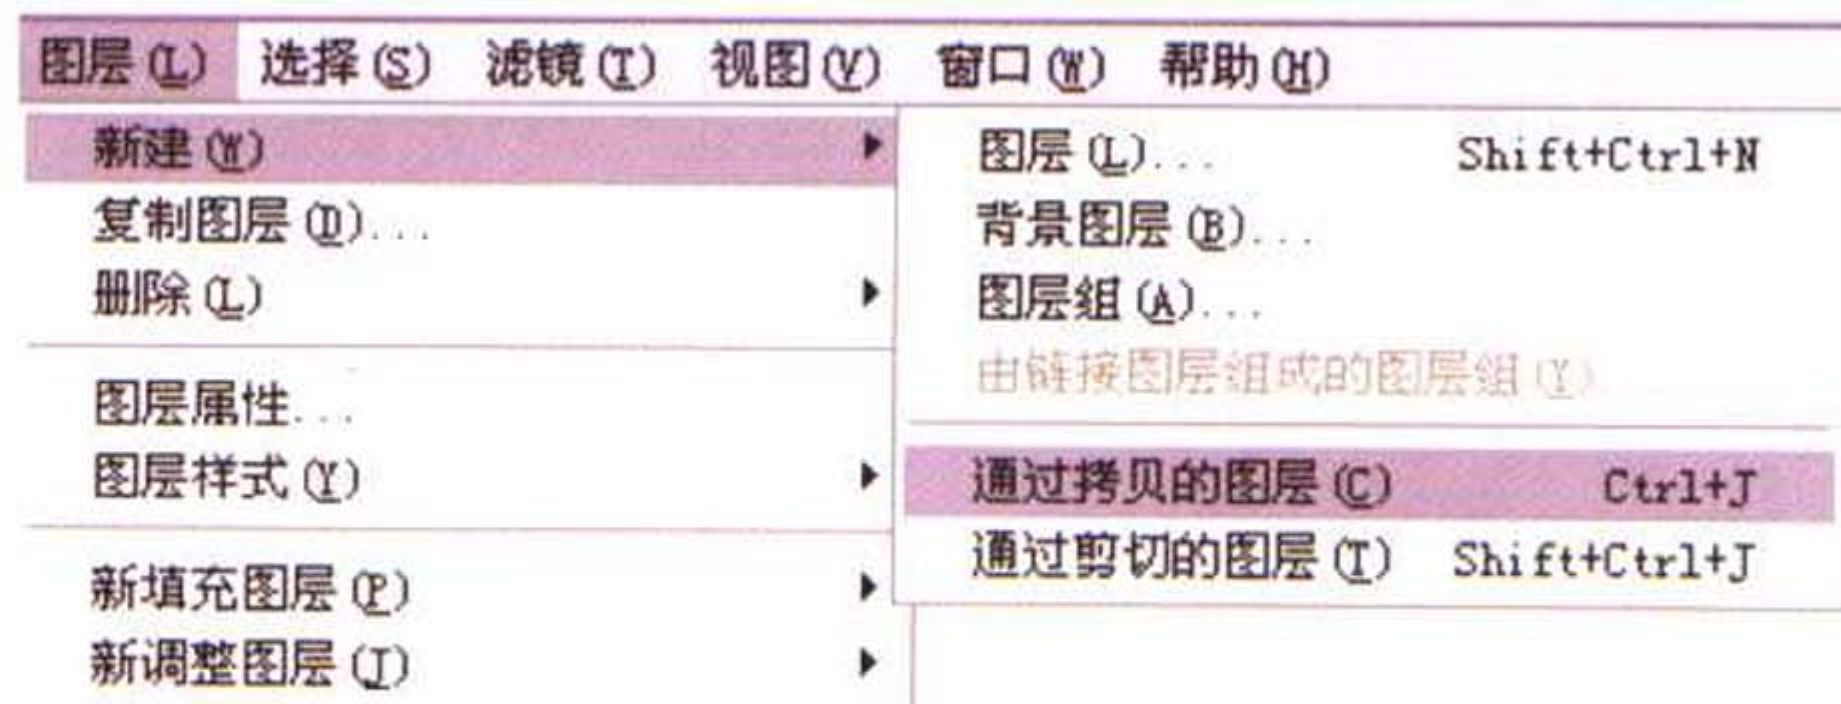 图层(L) 选择(S) 滤镜(T) 视图(V) 窗口(W) 帮助(H)
新建(W)
复制图层(D)...
删除(L)
图层属性...
图层样式(Y)
新填充图层(P)
新调整图层(J)
图层(L)... Shift+Ctrl+N
背景图层(B)...
图层组(A)...
由链接图层组成的图层组(Y)...
通过拷贝的图层(C) Ctrl+J
通过剪切的图层(T) Shift+Ctrl+J